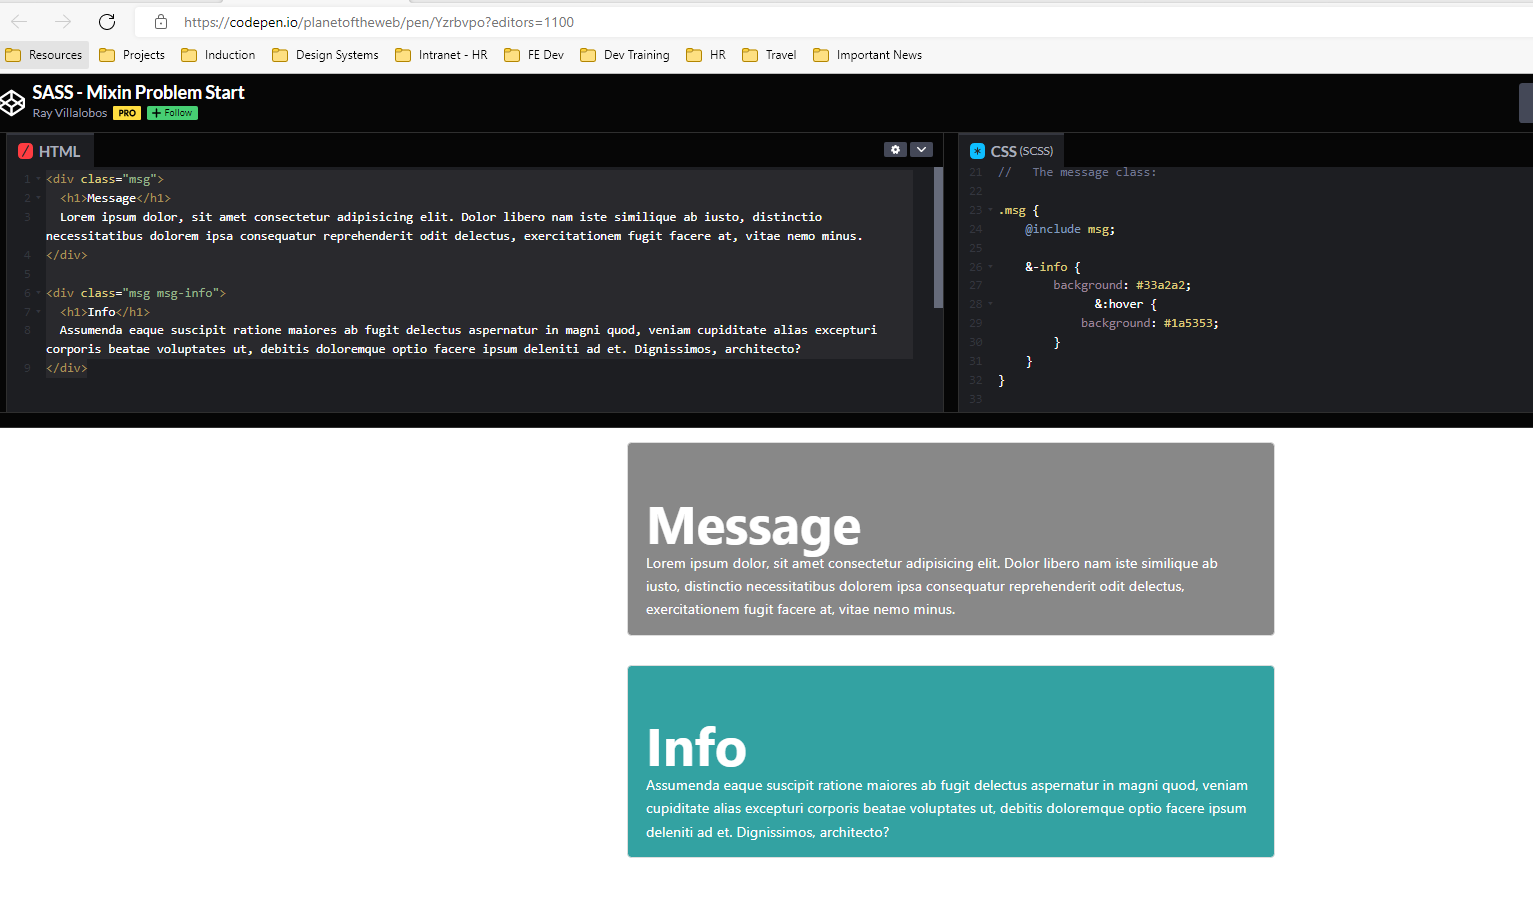 https://codepen.io/planetoftheweb/pen/Yzrbvpo?editors=1100
Resources Projects Induction Design Systems Intranet - HR FE Dev Dev Training HR Travel Important News
SASS - Mixin Problem Start
Ray Villalobos PRO + Follow
HTML
1 <div class="msg">
2 <h1>Message</h1>
3 Lorem ipsum dolor, sit amet consectetur adipisicing elit. Dolor libero nam iste similique ab iusto, distinctio
necessitatibus dolorem ipsa consequatur reprehenderit odit delectus, exercitationem fugit facere at, vitae nemo minus.
4 </div>
5
6 <div class="msg msg-info">
7 <h1>Info</h1>
8 Assumenda eaque suscipit ratione maiores ab fugit delectus aspernatur in magni quod, veniam cupiditate alias excepturi
corporis beatae voluptates ut, debitis doloremque optio facere ipsum deleniti ad et. Dignissimos, architecto?
9 </div>
CSS (SCSS)
21 // The message class:
22
23 .msg {
24 @include msg;
25
26 &-info {
27 background: #33a2a2;
28 &:hover {
29 background: #1a5353;
30 }
31 }
32 }
33
Message
Lorem ipsum dolor, sit amet consectetur adipisicing elit. Dolor libero nam iste similique ab
iusto, distinctio necessitatibus dolorem ipsa consequatur reprehenderit odit delectus,
exercitationem fugit facere at, vitae nemo minus.
Info
Assumenda eaque suscipit ratione maiores ab fugit delectus aspernatur in magni quod, veniam
cupiditate alias excepturi corporis beatae voluptates ut, debitis doloremque optio facere ipsum
deleniti ad et. Dignissimos, architecto?